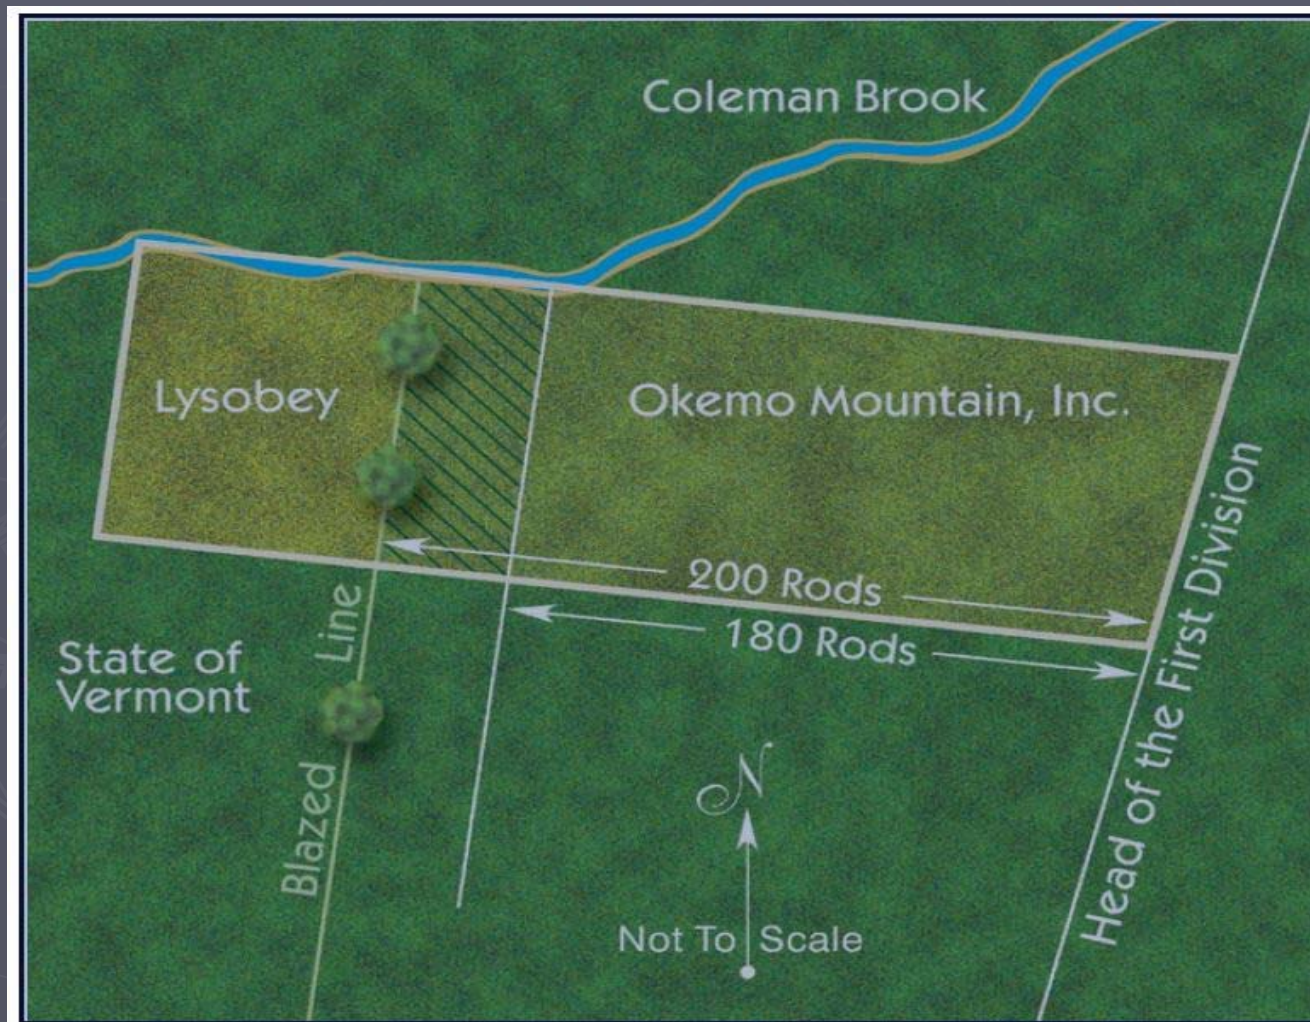 Coleman Brook
Lysobey
Okemo Mountain, Inc.
200 Rods
180 Rods
State of
Vermont
Blazed Line
Head of the First Division
N
Not To Scale